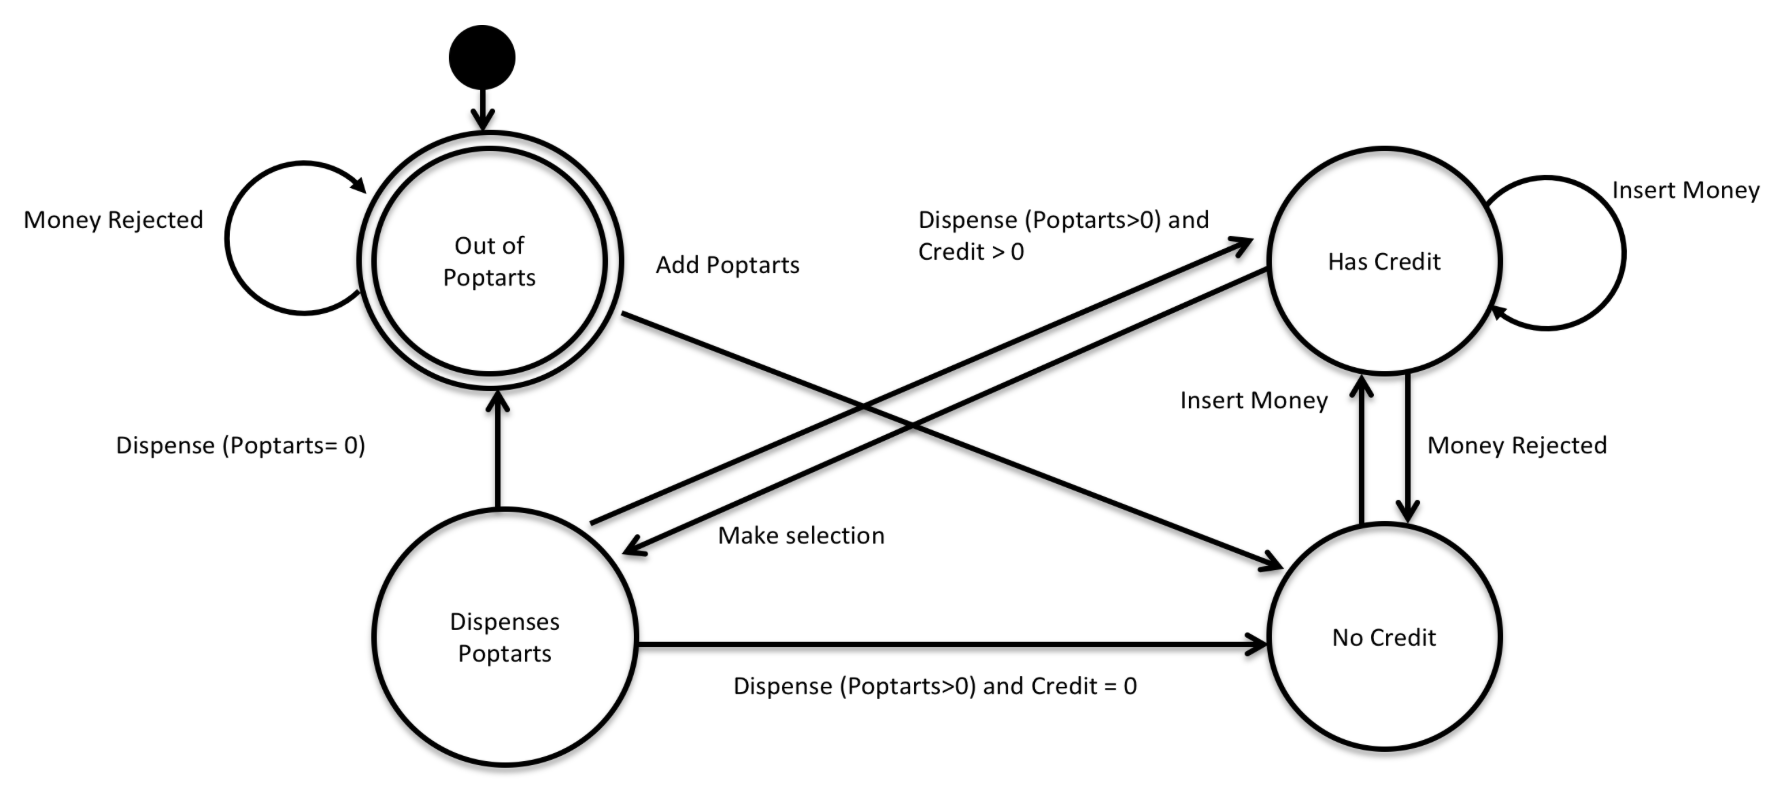 Money Rejected
Out of
Poptarts
Add Poptarts
Dispense (Poptarts>0) and
Credit > 0
Has Credit
Insert Money
Insert Money
Money Rejected
Dispense (Poptarts= 0)
Make selection
Dispenses
Poptarts
No Credit
Dispense (Poptarts>0) and Credit = 0